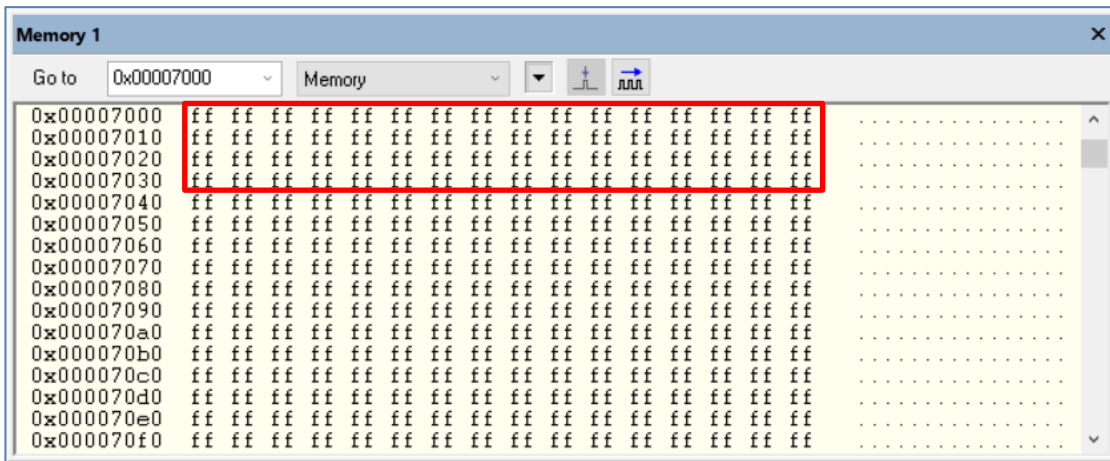 Memory 1
Go to 0x00007000 Memory
0x00007000 ff ff ff ff ff ff ff ff ff ff ff ff ff ff ff ff ................
0x00007010 ff ff ff ff ff ff ff ff ff ff ff ff ff ff ff ff ................
0x00007020 ff ff ff ff ff ff ff ff ff ff ff ff ff ff ff ff ................
0x00007030 ff ff ff ff ff ff ff ff ff ff ff ff ff ff ff ff ................
0x00007040 ff ff ff ff ff ff ff ff ff ff ff ff ff ff ff ff ................
0x00007050 ff ff ff ff ff ff ff ff ff ff ff ff ff ff ff ff ................
0x00007060 ff ff ff ff ff ff ff ff ff ff ff ff ff ff ff ff ................
0x00007070 ff ff ff ff ff ff ff ff ff ff ff ff ff ff ff ff ................
0x00007080 ff ff ff ff ff ff ff ff ff ff ff ff ff ff ff ff ................
0x00007090 ff ff ff ff ff ff ff ff ff ff ff ff ff ff ff ff ................
0x000070a0 ff ff ff ff ff ff ff ff ff ff ff ff ff ff ff ff ................
0x000070b0 ff ff ff ff ff ff ff ff ff ff ff ff ff ff ff ff ................
0x000070c0 ff ff ff ff ff ff ff ff ff ff ff ff ff ff ff ff ................
0x000070d0 ff ff ff ff ff ff ff ff ff ff ff ff ff ff ff ff ................
0x000070e0 ff ff ff ff ff ff ff ff ff ff ff ff ff ff ff ff ................
0x000070f0 ff ff ff ff ff ff ff ff ff ff ff ff ff ff ff ff ................